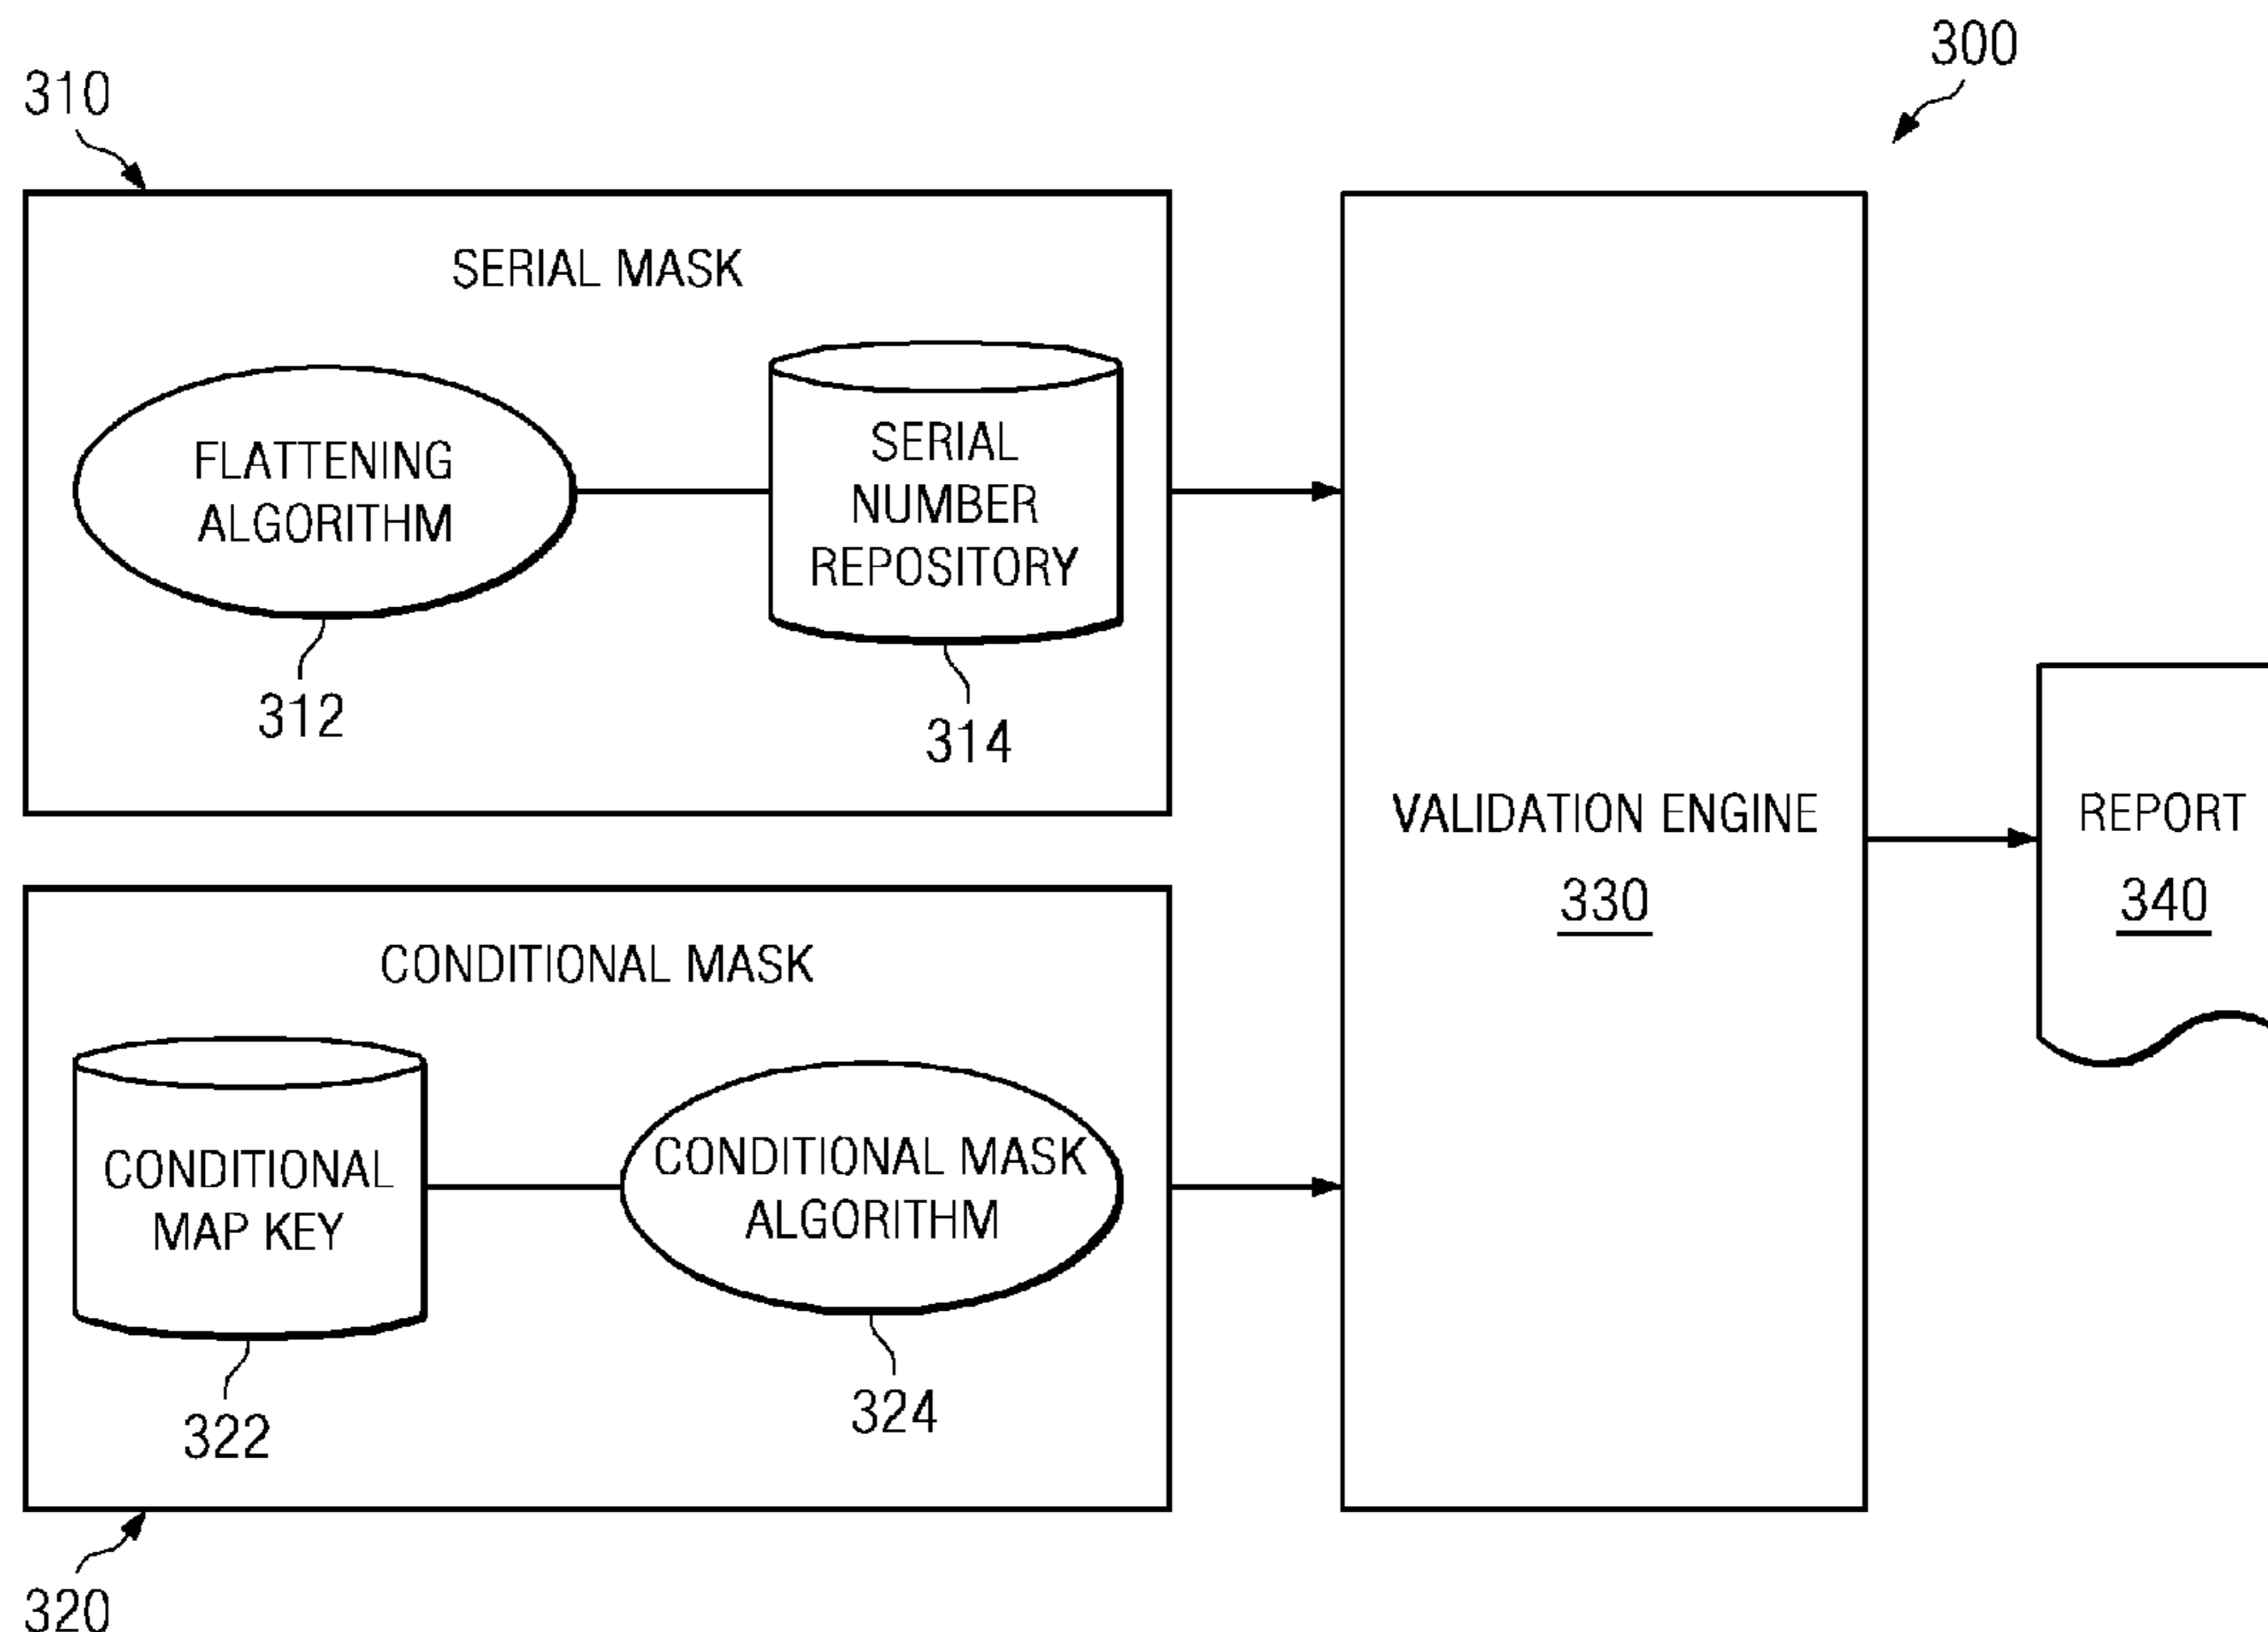 300
310
SERIAL MASK
FLATTENING
ALGORITHM
312
SERIAL
NUMBER
REPOSITORY
314
CONDITIONAL MASK
CONDITIONAL
MAP KEY
322
CONDITIONAL MASK
ALGORITHM
324
320
VALIDATION ENGINE
330
REPORT
340